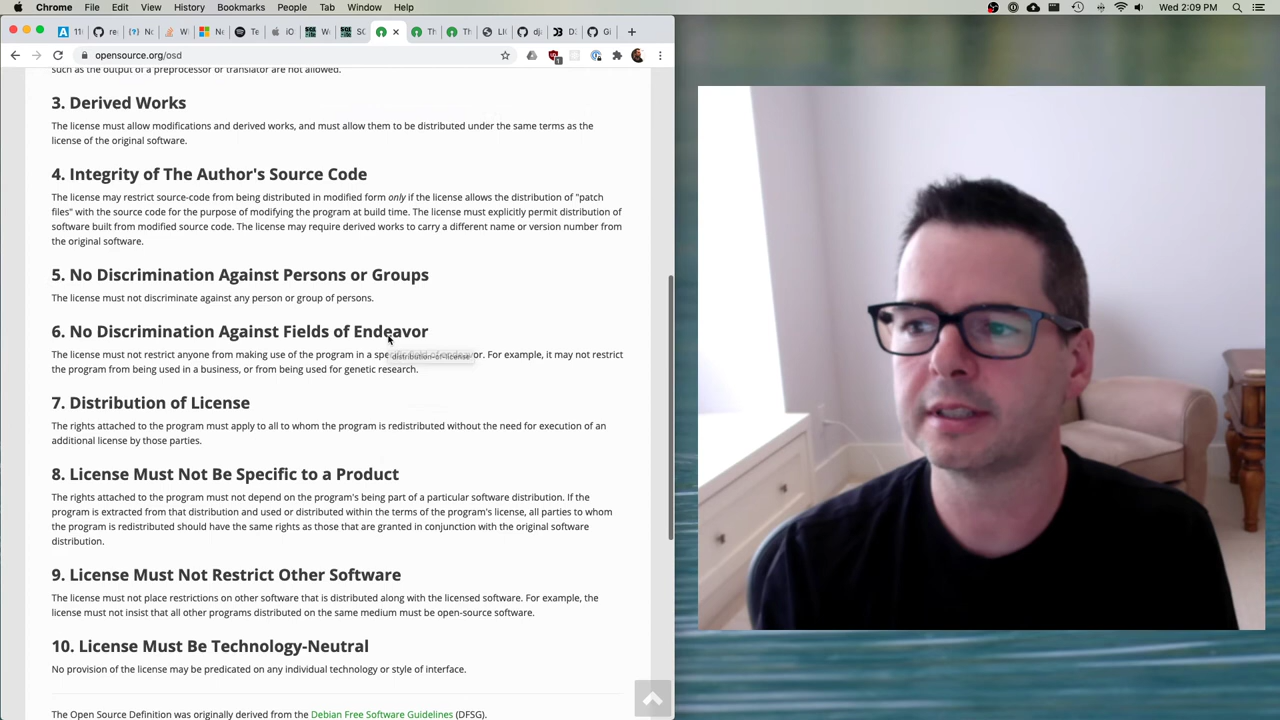 Chrome File Edit View History Bookmarks People Tab Window Help Wed 2:09 PM
11 re (?) No W Ne Te iO We SO Th Th LI dj D: Gi
opensource.org/osd
such as the output of a preprocessor or translator are not allowed.
3. Derived Works
The license must allow modifications and derived works, and must allow them to be distributed under the same terms as the
license of the original software.
4. Integrity of The Author's Source Code
The license may restrict source-code from being distributed in modified form only if the license allows the distribution of "patch
files" with the source code for the purpose of modifying the program at build time. The license must explicitly permit distribution of
software built from modified source code. The license may require derived works to carry a different name or version number from
the original software.
5. No Discrimination Against Persons or Groups
The license must not discriminate against any person or group of persons.
6. No Discrimination Against Fields of Endeavor
The license must not restrict anyone from making use of the program in a spe or. For example, it may not restrict
distribution-of-license
the program from being used in a business, or from being used for genetic research.
7. Distribution of License
The rights attached to the program must apply to all to whom the program is redistributed without the need for execution of an
additional license by those parties.
8. License Must Not Be Specific to a Product
The rights attached to the program must not depend on the program's being part of a particular software distribution. If the
program is extracted from that distribution and used or distributed within the terms of the program's license, all parties to whom
the program is redistributed should have the same rights as those that are granted in conjunction with the original software
distribution.
9. License Must Not Restrict Other Software
The license must not place restrictions on other software that is distributed along with the licensed software. For example, the
license must not insist that all other programs distributed on the same medium must be open-source software.
10. License Must Be Technology-Neutral
No provision of the license may be predicated on any individual technology or style of interface.
The Open Source Definition was originally derived from the Debian Free Software Guidelines (DFSG).